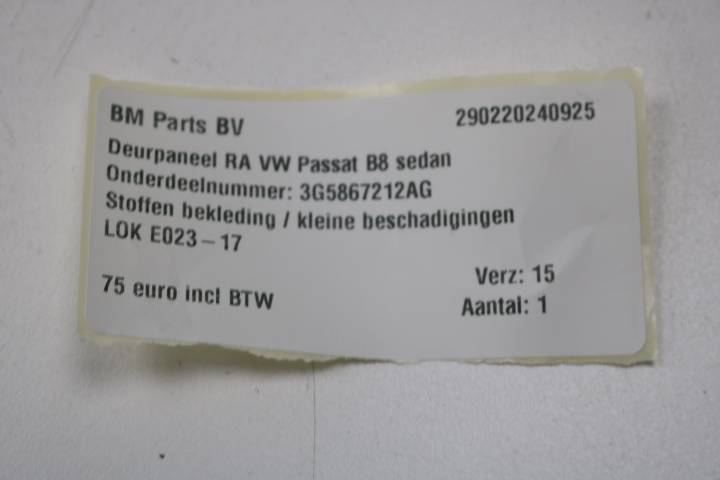 BM Parts BV 290220240925
Deurpaneel RA VW Passat B8 sedan
Onderdeelnummer: 3G5867212AG
Stoffen bekleding / kleine beschadigingen
LOK E023 – 17
Verz: 15
75 euro incl BTW Aantal: 1